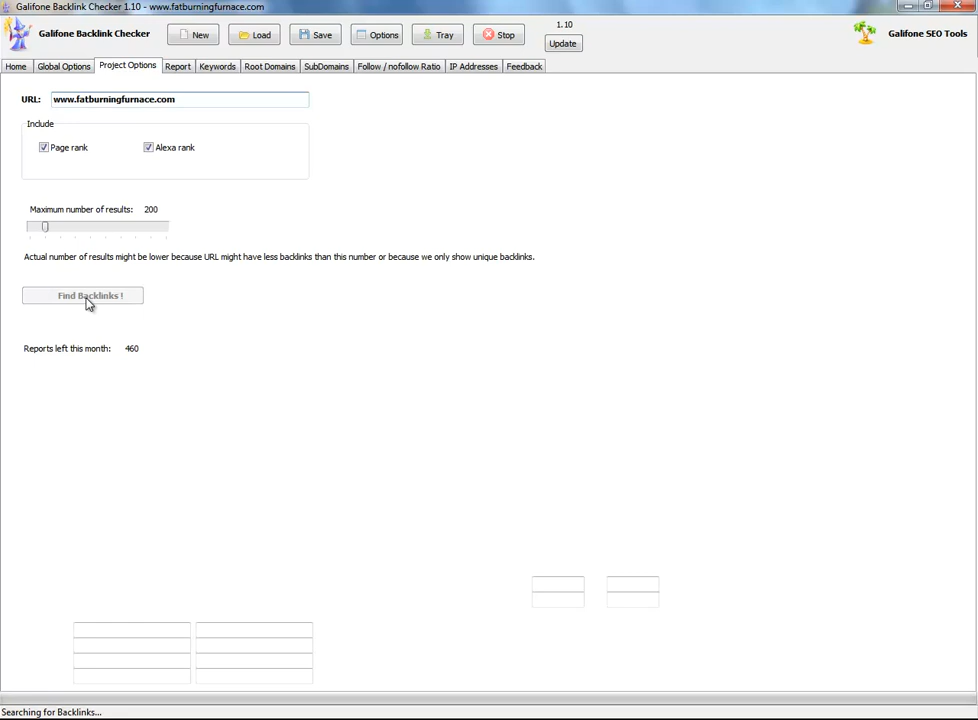 Galifone Backlink Checker 1.10 - www.fatburningfurnace.com
Galifone Backlink Checker New Load Save Options Tray Stop 1.10 Update Galifone SEO Tools
Home Global Options Project Options Report Keywords Root Domains SubDomains Follow / nofollow Ratio IP Addresses Feedback
URL: www.fatburningfurnace.com
Include
Page rank Alexa rank
Maximum number of results: 200
Actual number of results might be lower because URL might have less backlinks than this number or because we only show unique backlinks.
Find Backlinks !
Reports left this month: 460
Searching for Backlinks...